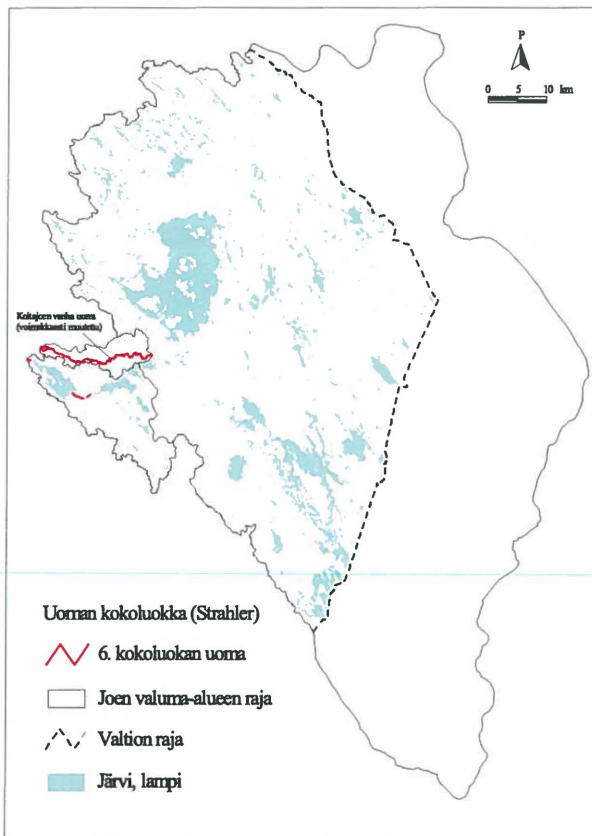 P
0 5 10 km
Koitajoen vanha uoma
(voimakkaasti muutettu)
Uoman kokoluokka (Strahler)
6. kokoluokan uoma
Joen valuma-alueen raja
Valtion raja
Järvi, lampi